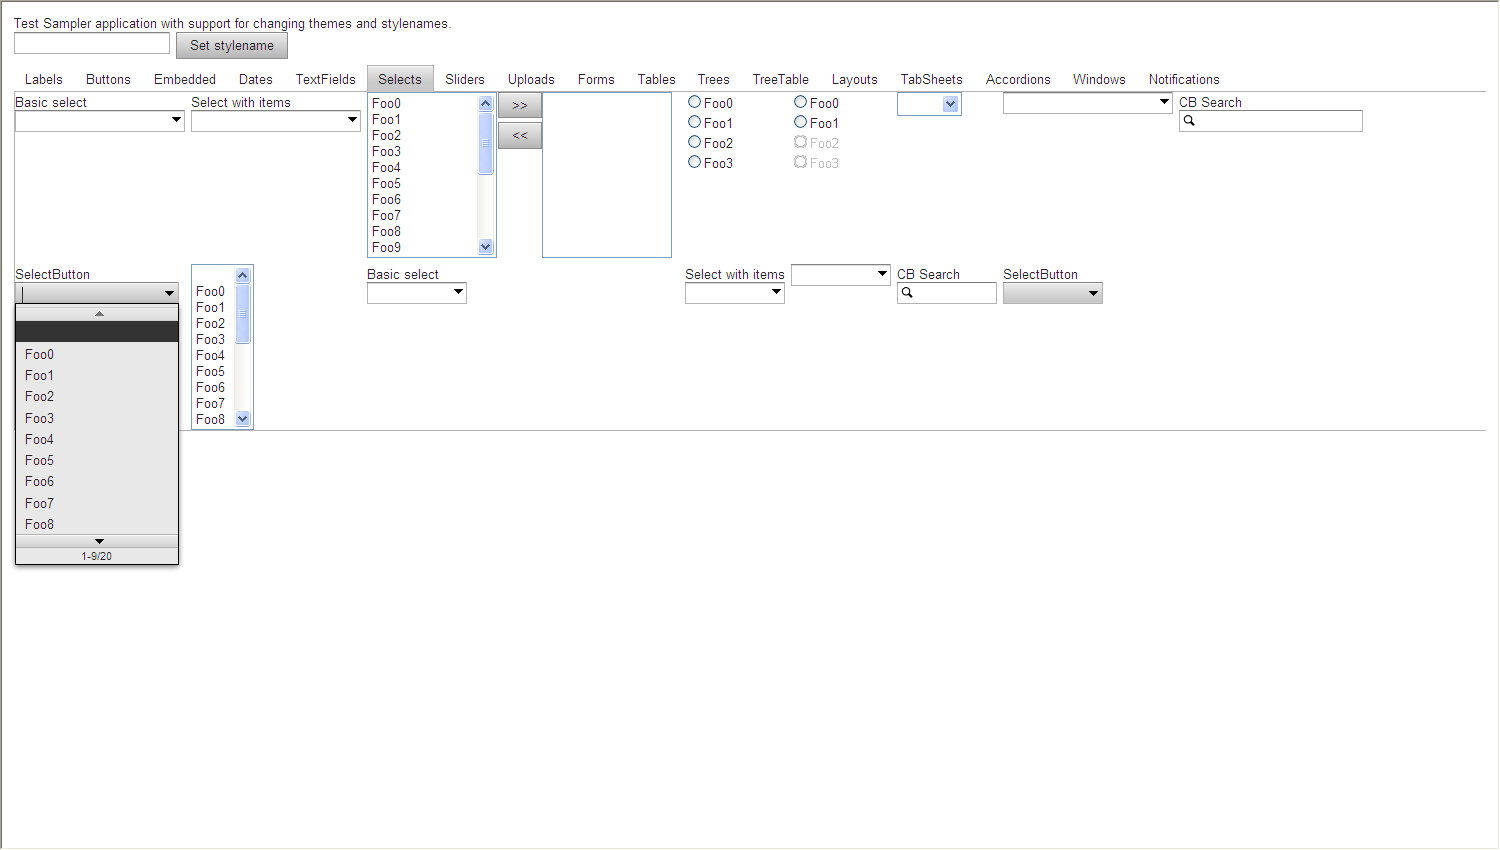 Test Sampler application with support for changing themes and stylenames.
Set stylename
Labels Buttons Embedded Dates TextFields Selects Sliders Uploads Forms Tables Trees TreeTable Layouts TabSheets Accordions Windows Notifications
Basic select
Select with items
Foo0
Foo1
Foo2
Foo3
Foo4
Foo5
Foo6
Foo7
Foo8
Foo9
>>
<<
Foo0
Foo1
Foo2
Foo3
Foo0
Foo1
Foo2
Foo3
CB Search
SelectButton
Foo0
Foo1
Foo2
Foo3
Foo4
Foo5
Foo6
Foo7
Foo8
1-9/20
Foo0
Foo1
Foo2
Foo3
Foo4
Foo5
Foo6
Foo7
Foo8
Basic select
Select with items
CB Search
SelectButton